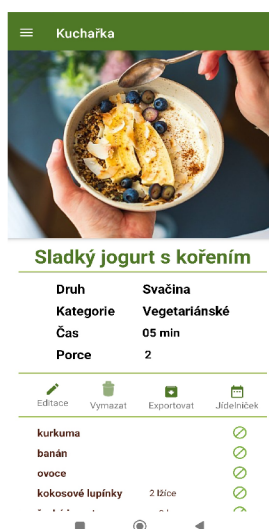 Kuchařka
Sladký jogurt s kořením
Druh Svačina
Kategorie Vegetariánské
Čas 05 min
Porce 2
Editace Vymazat Exportovat Jídelníček
kurkuma
banán
ovoce
kokosové lupínky 2 lžíce